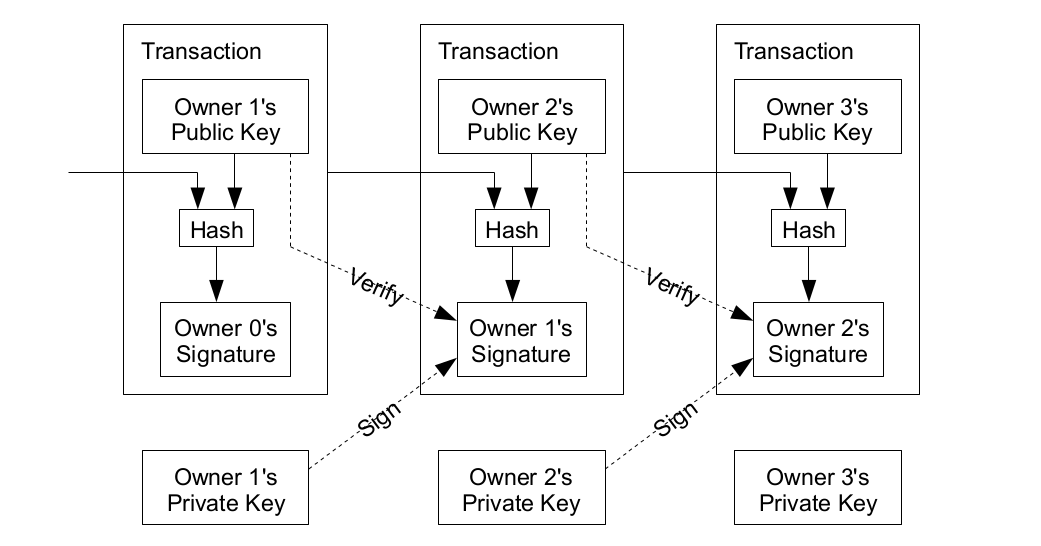 Transaction
Owner 1's
Public Key
Hash
Owner 0's
Signature
Transaction
Owner 2's
Public Key
Hash
Verify
Owner 1's
Signature
Transaction
Owner 3's
Public Key
Hash
Verify
Owner 2's
Signature
Sign
Sign
Owner 1's
Private Key
Owner 2's
Private Key
Owner 3's
Private Key